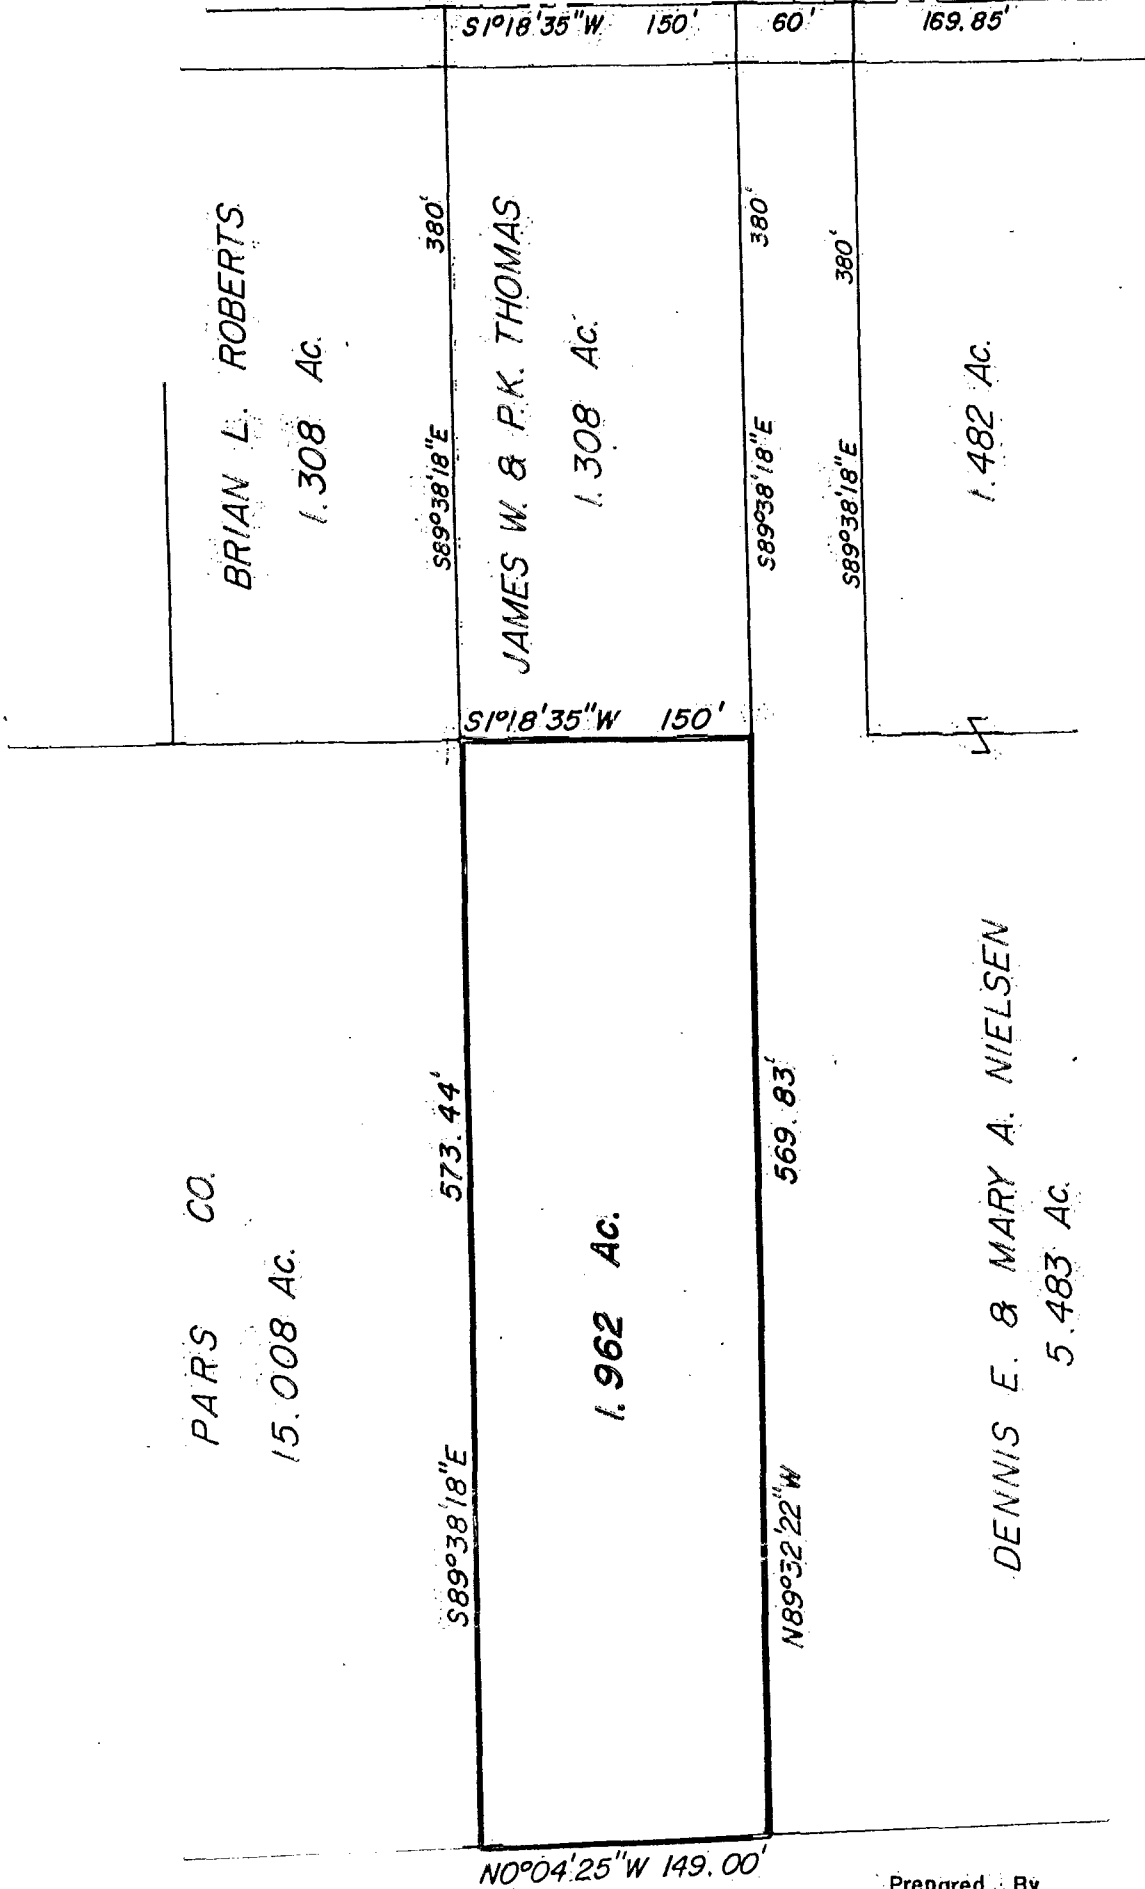 S1°18'35"W 150' 60' 169.85'
BRIAN L. ROBERTS
1.308 Ac.
S89°38'18"E 380'
JAMES W. & P.K. THOMAS
1.308 Ac.
S89°38'18"E 380'
S89°38'18"E 380'
1.482 Ac.
S1°18'35"W 150'
PARS CO.
15.008 Ac.
S89°38'18"E 573.44'
1.962 Ac.
N89°32'22"W 569.83'
DENNIS E. & MARY A. NIELSEN
5.483 Ac.
N0°04'25"W 149.00'
Prepared By